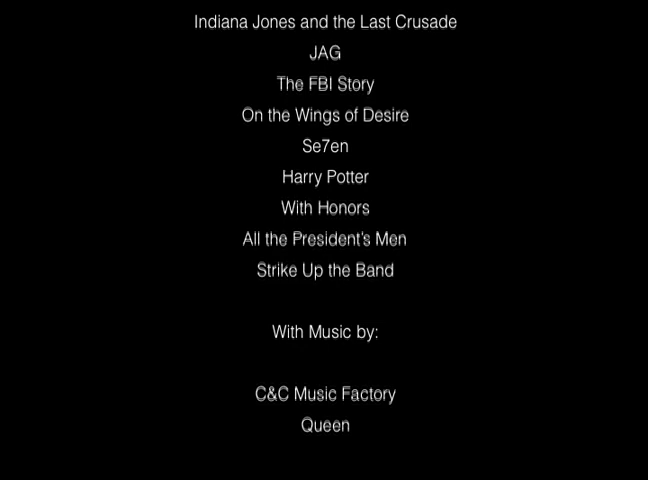 Indiana Jones and the Last Crusade
JAG
The FBI Story
On the Wings of Desire
Se7en
Harry Potter
With Honors
All the President's Men
Strike Up the Band
With Music by:
C&C Music Factory
Queen